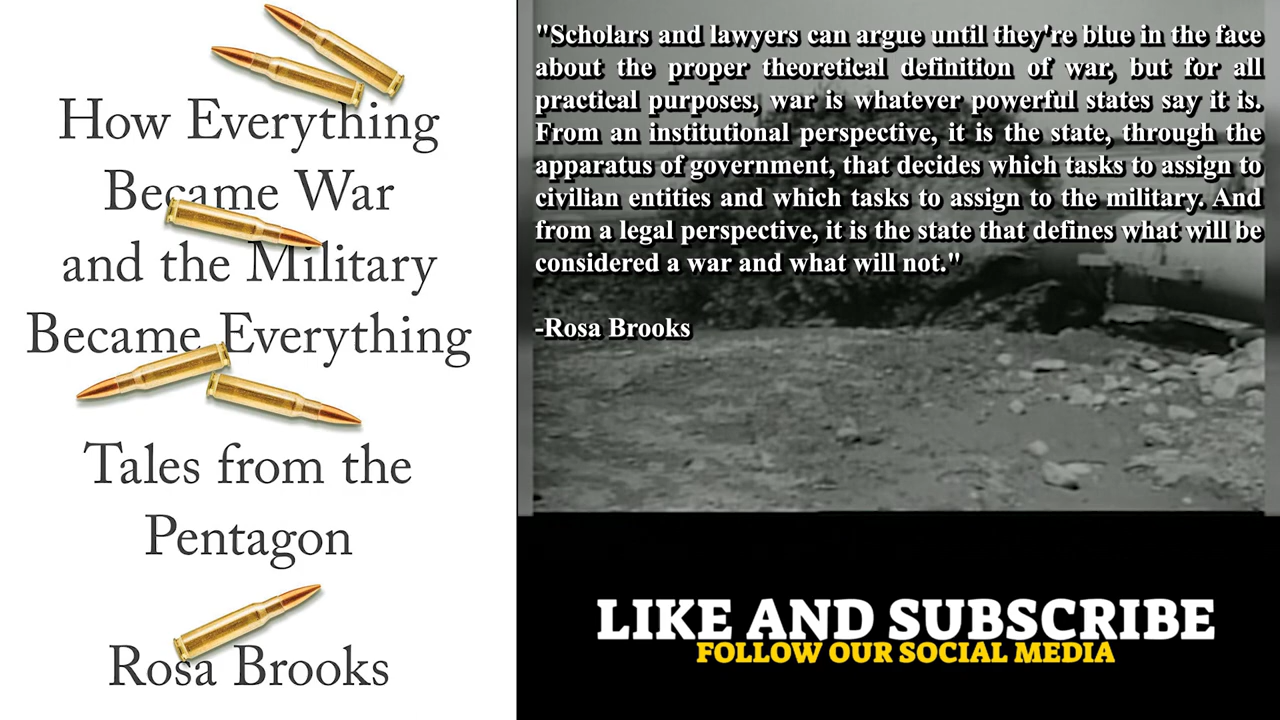 How Everything
Became War
and the Military
Became Everything
Tales from the
Pentagon
Rosa Brooks
"Scholars and lawyers can argue until they're blue in the face
about the proper theoretical definition of war, but for all
practical purposes, war is whatever powerful states say it is.
From an institutional perspective, it is the state, through the
apparatus of government, that decides which tasks to assign to
civilian entities and which tasks to assign to the military. And
from a legal perspective, it is the state that defines what will be
considered a war and what will not."
-Rosa Brooks
LIKE AND SUBSCRIBE
FOLLOW OUR SOCIAL MEDIA